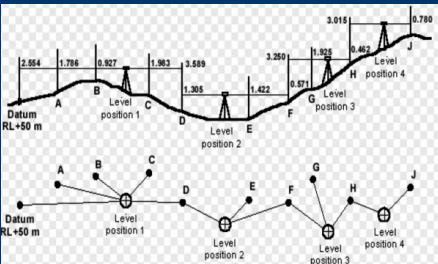 3.015
0.780
2.554
1.786
0.927
1.983
3.589
3.250
1.925
0.462
J
1.305
1.422
0.571
H
Level
position 4
A
B
Level
position 1
C
D
Level
position 2
E
F
G
Level
position 3
Datum
RL+50 m
A
B
C
D
E
F
G
H
J
Datum
RL+50 m
Level
position 1
Level
position 2
Level
position 3
Level
position 4